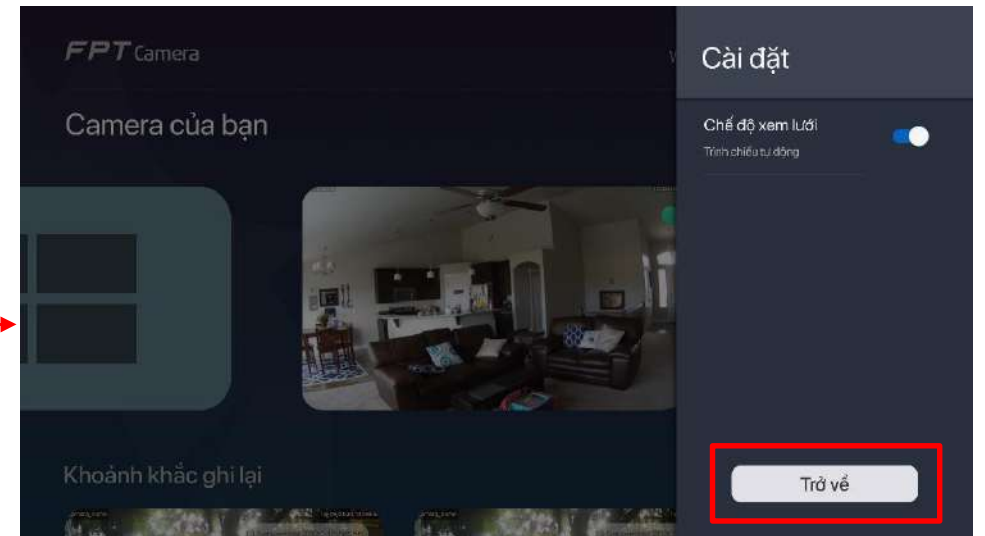 FPT Camera
Cài đặt
Camera của bạn
Chế độ xem lưới
Trình chiếu tự động
Khoảnh khắc ghi lại
Trở về